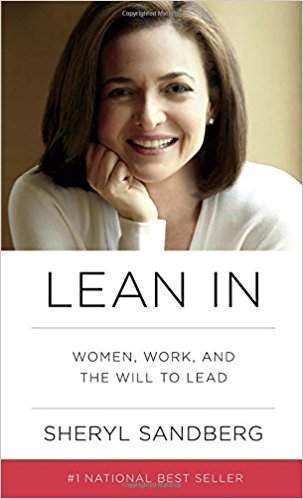 LEAN IN
WOMEN, WORK, AND
THE WILL TO LEAD
SHERYL SANDBERG
#1 NATIONAL BEST SELLER